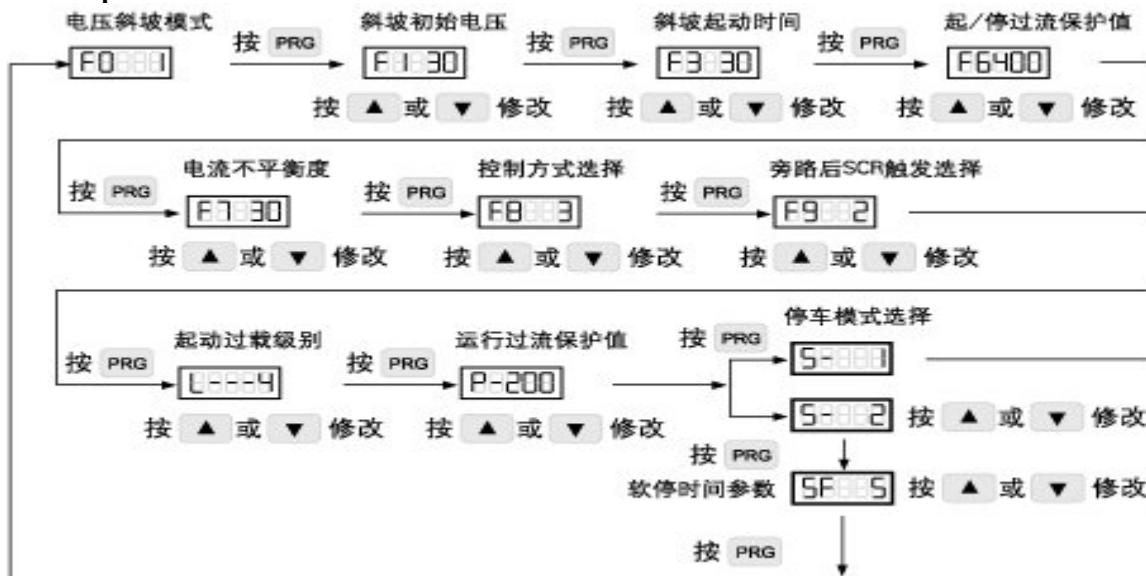 电压斜坡模式 斜坡初始电压 斜坡起动时间 起/停过流保护值
F0 1 按 PRG F1 30 按 PRG F3 30 按 PRG F6400
按 ▲ 或 ▼ 修改 按 ▲ 或 ▼ 修改 按 ▲ 或 ▼ 修改
电流不平衡度 控制方式选择 旁路后SCR触发选择
按 PRG F7 30 按 PRG F8 3 按 PRG F9 2
按 ▲ 或 ▼ 修改 按 ▲ 或 ▼ 修改 按 ▲ 或 ▼ 修改
停车模式选择
起动过载级别 运行过流保护值 按 PRG
按 PRG L---4 按 PRG P-200 S- 1
按 ▲ 或 ▼ 修改 按 ▲ 或 ▼ 修改 S- 2 按 ▲ 或 ▼ 修改
按 PRG
软停时间参数 SF 5 按 ▲ 或 ▼ 修改
按 PRG